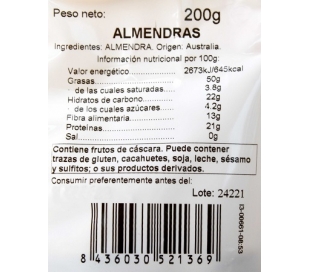 Peso neto: 200g
ALMENDRAS
Ingredientes: ALMENDRA. Origen: Australia.
Información nutricional por 100g:
Valor energético............ 2673kJ/645kcal
Grasas.......................... 50g
de las cuales saturadas.... 3.8g
Hidratos de carbono............ 22g
de los cuales azúcares...... 4.2g
Fibra alimentaria................ 13g
Proteínas........................ 21g
Sal................................ 0g
Contiene frutos de cáscara. Puede contener
trazas de gluten, cacahuetes, soja, leche, sésamo
y sulfitos; o sus productos derivados.
Consumir preferentemente antes del:
Lote: 24221
8 436030 521369